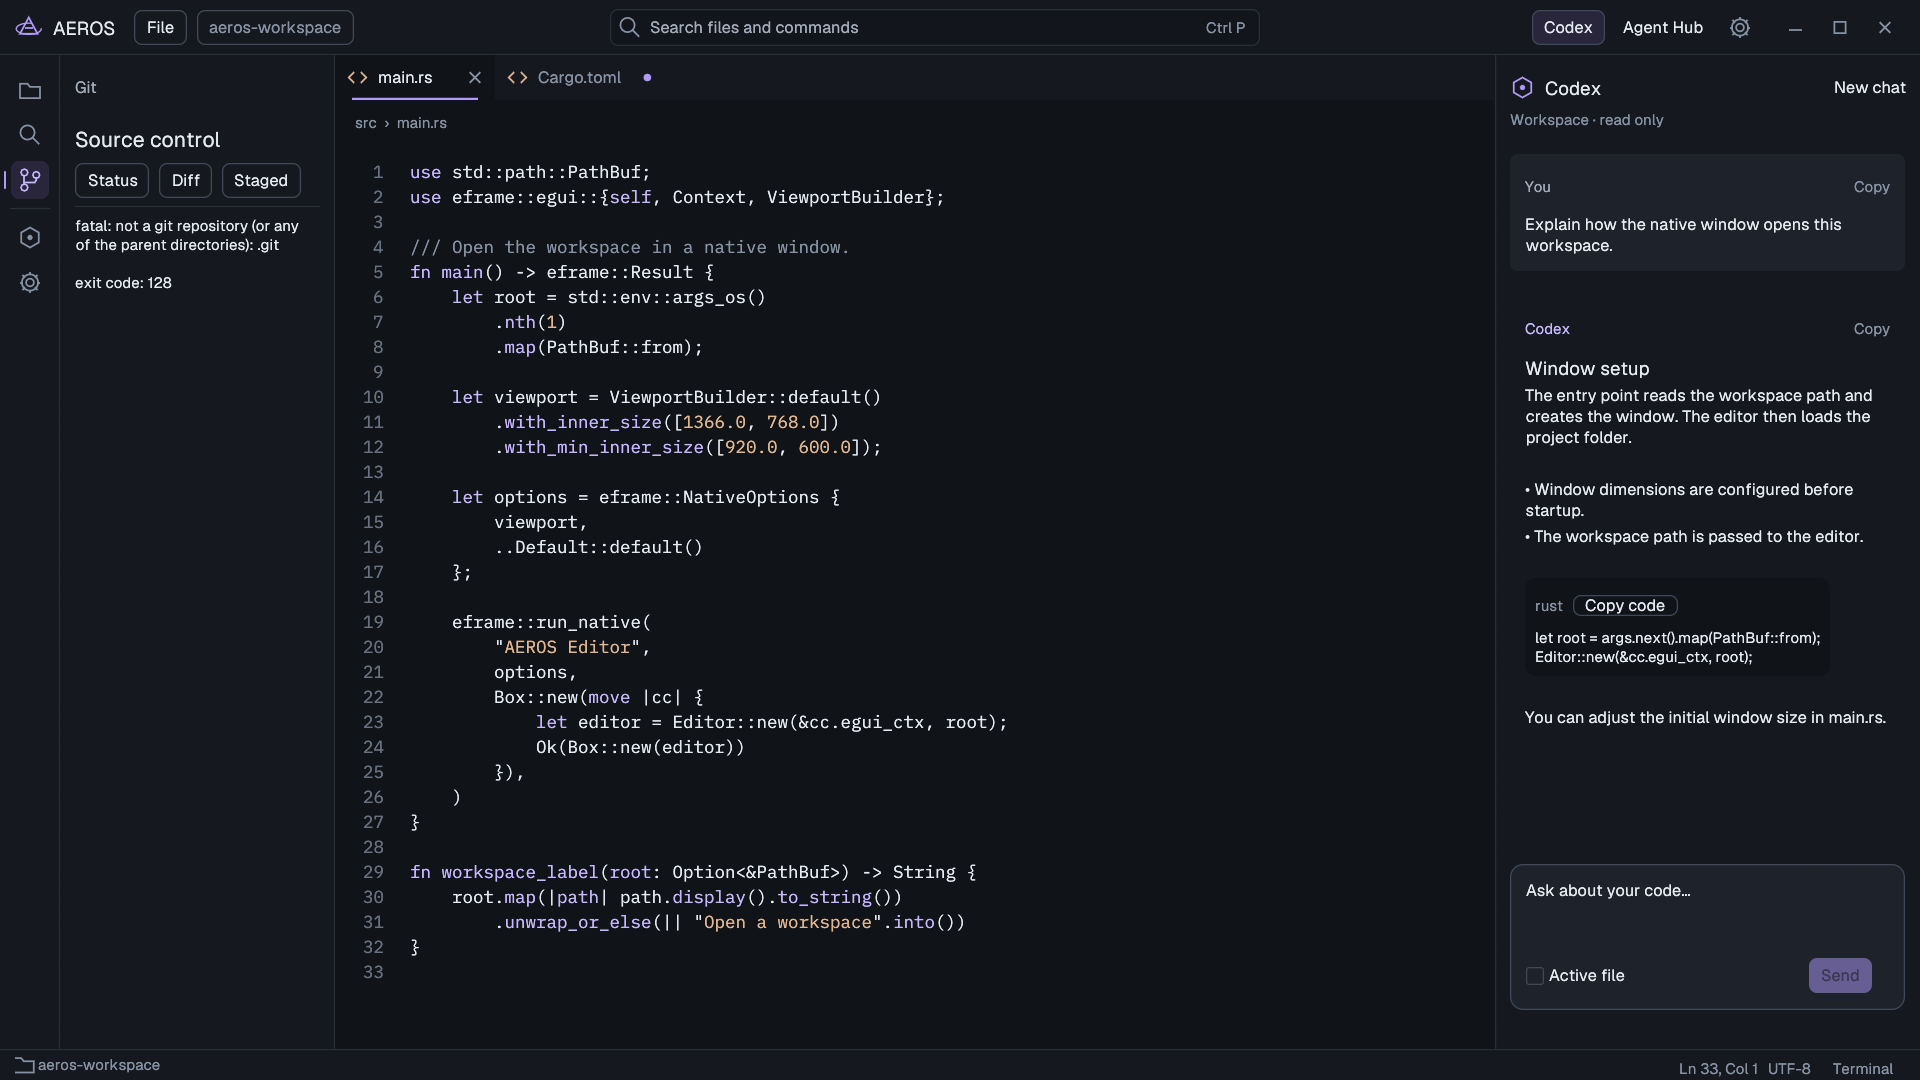 AEROS File aeros-workspace Search files and commands Ctrl P Codex Agent Hub
Git
Source control
Status Diff Staged
fatal: not a git repository (or any
of the parent directories): .git
exit code: 128
main.rs Cargo.toml
src › main.rs
1 use std::path::PathBuf;
2 use eframe::egui::{self, Context, ViewportBuilder};
3
4 /// Open the workspace in a native window.
5 fn main() -> eframe::Result {
6     let root = std::env::args_os()
7         .nth(1)
8         .map(PathBuf::from);
9
10     let viewport = ViewportBuilder::default()
11         .with_inner_size([1366.0, 768.0])
12         .with_min_inner_size([920.0, 600.0]);
13
14     let options = eframe::NativeOptions {
15         viewport,
16         ..Default::default()
17     };
18
19     eframe::run_native(
20         "AEROS Editor",
21         options,
22         Box::new(move |cc| {
23             let editor = Editor::new(&cc.egui_ctx, root);
24             Ok(Box::new(editor))
25         }),
26     )
27 }
28
29 fn workspace_label(root: Option<&PathBuf>) -> String {
30     root.map(|path| path.display().to_string())
31         .unwrap_or_else(|| "Open a workspace".into())
32 }
33
Codex New chat
Workspace · read only
You Copy
Explain how the native window opens this
workspace.
Codex Copy
Window setup
The entry point reads the workspace path and
creates the window. The editor then loads the
project folder.
• Window dimensions are configured before
startup.
• The workspace path is passed to the editor.
rust Copy code
let root = args.next().map(PathBuf::from);
Editor::new(&cc.egui_ctx, root);
You can adjust the initial window size in main.rs.
Ask about your code...
Active file Send
aeros-workspace Ln 33, Col 1 UTF-8 Terminal